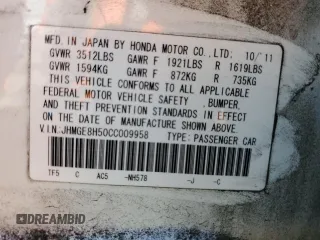 MFD. IN JAPAN BY HONDA MOTOR CO., LTD. 10/11
GVWR 3512LBS GAWR F 1921LBS R 1619LBS
GVWR 1594KG GAWR F 872KG R 735KG
THIS VEHICLE CONFORMS TO ALL APPLICABLE
FEDERAL MOTOR VEHICLE SAFETY, BUMPER,
AND THEFT PREVENTION STANDARDS IN EFFECT
ON THE DATE OF MANUFACTURE SHOWN ABOVE.
V.I.N:JHMGE8H50CC009958 TYPE:PASSENGER CAR
TF5 C AC5 -NH578 -J -C
DREAMBID